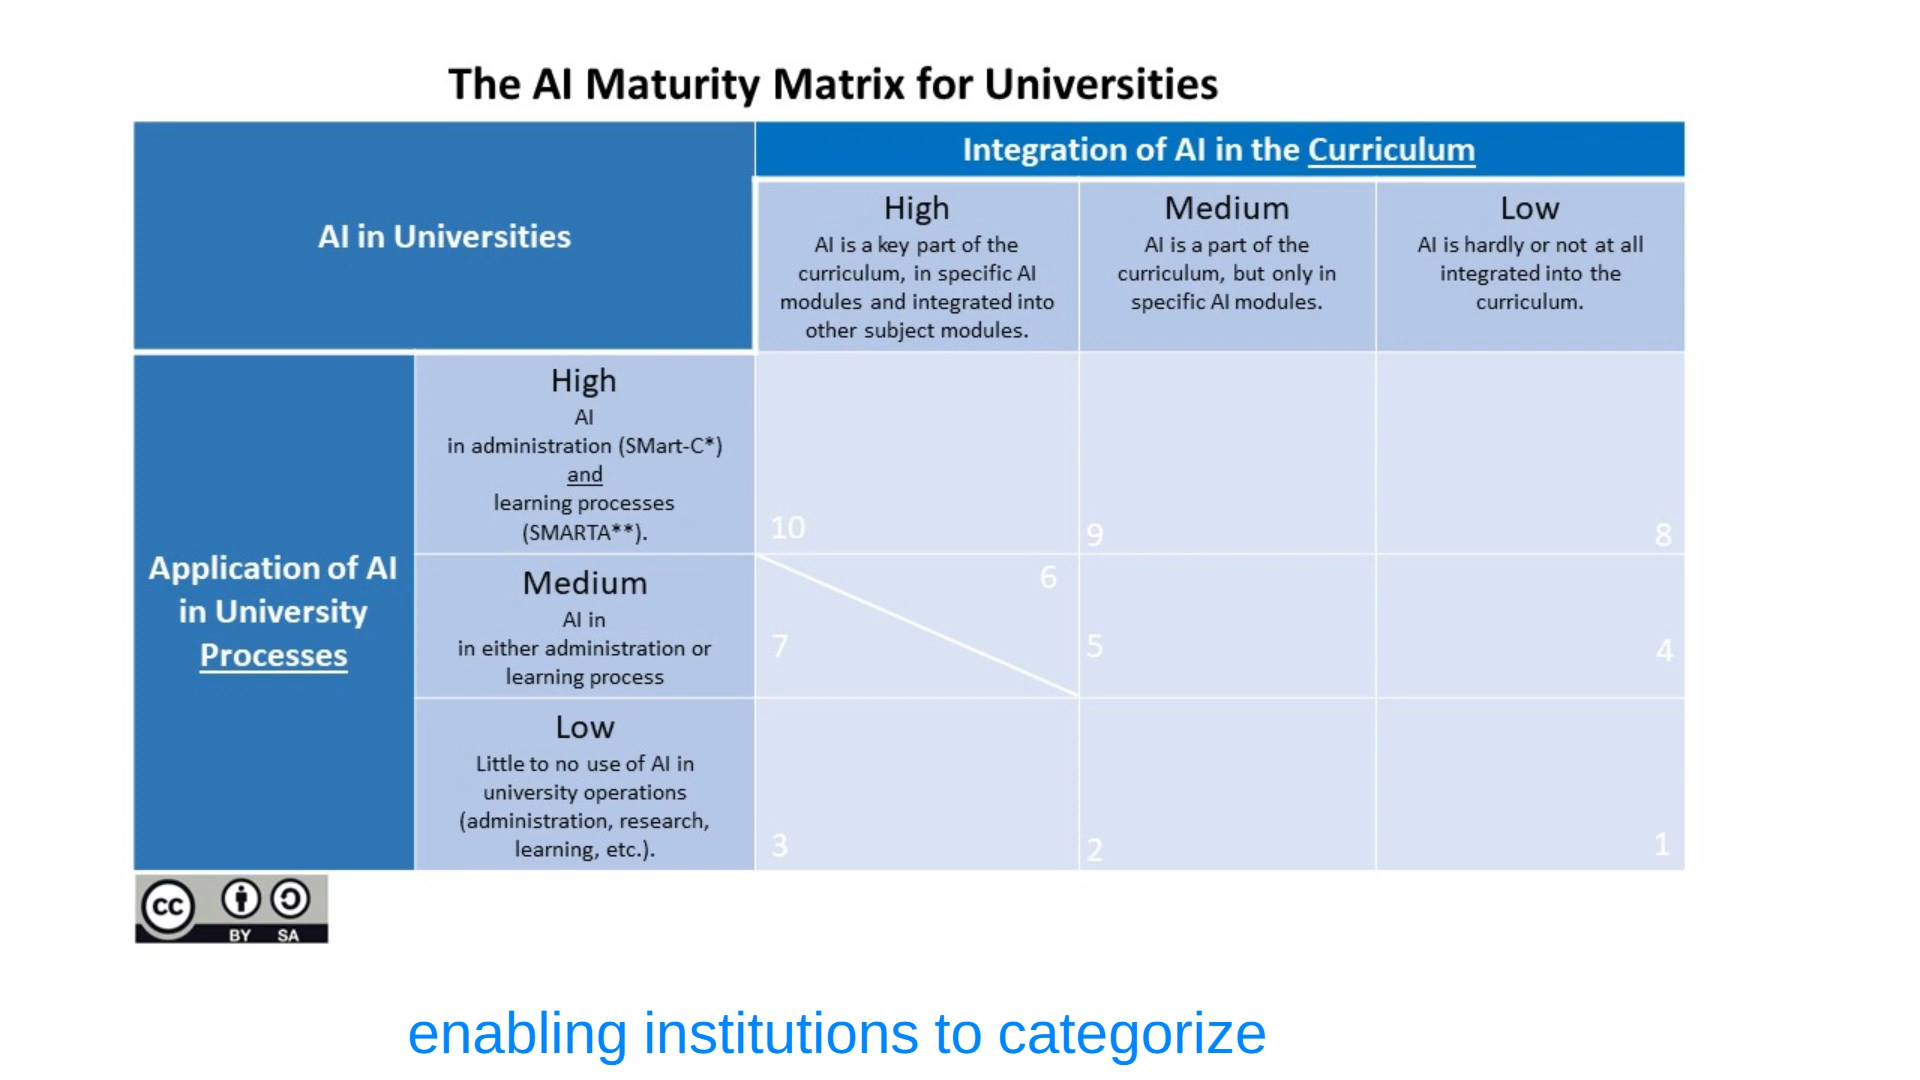 The AI Maturity Matrix for Universities
AI in Universities
Integration of AI in the Curriculum
High
AI is a key part of the
curriculum, in specific AI
modules and integrated into
other subject modules.
Medium
AI is a part of the
curriculum, but only in
specific AI modules.
Low
AI is hardly or not at all
integrated into the
curriculum.
Application of AI
in University
Processes
High
AI
in administration (SMart-C*)
and
learning processes
(SMARTA**).
10
9
8
Medium
AI in
in either administration or
learning process
6
7
5
4
Low
Little to no use of AI in
university operations
(administration, research,
learning, etc.).
3
2
1
cc
BY SA
enabling institutions to categorize